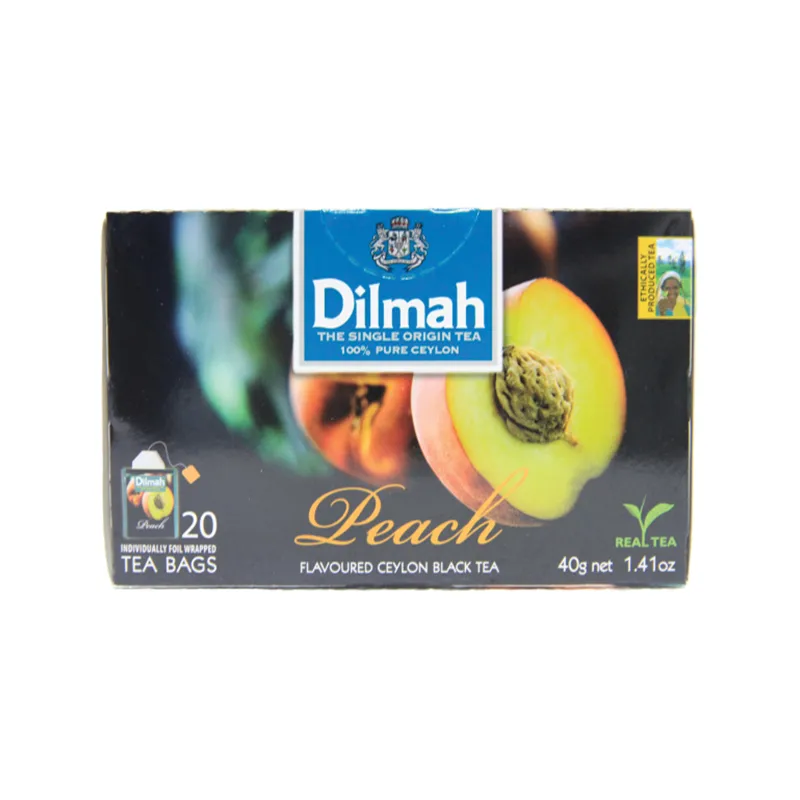 Dilmah
THE SINGLE ORIGIN TEA
100% PURE CEYLON
ETHICALLY
PRODUCED TEA
Dilmah
Peach
20
INDIVIDUALLY FOIL WRAPPED
TEA BAGS
Peach
FLAVOURED CEYLON BLACK TEA
REAL TEA
40g net 1.41oz